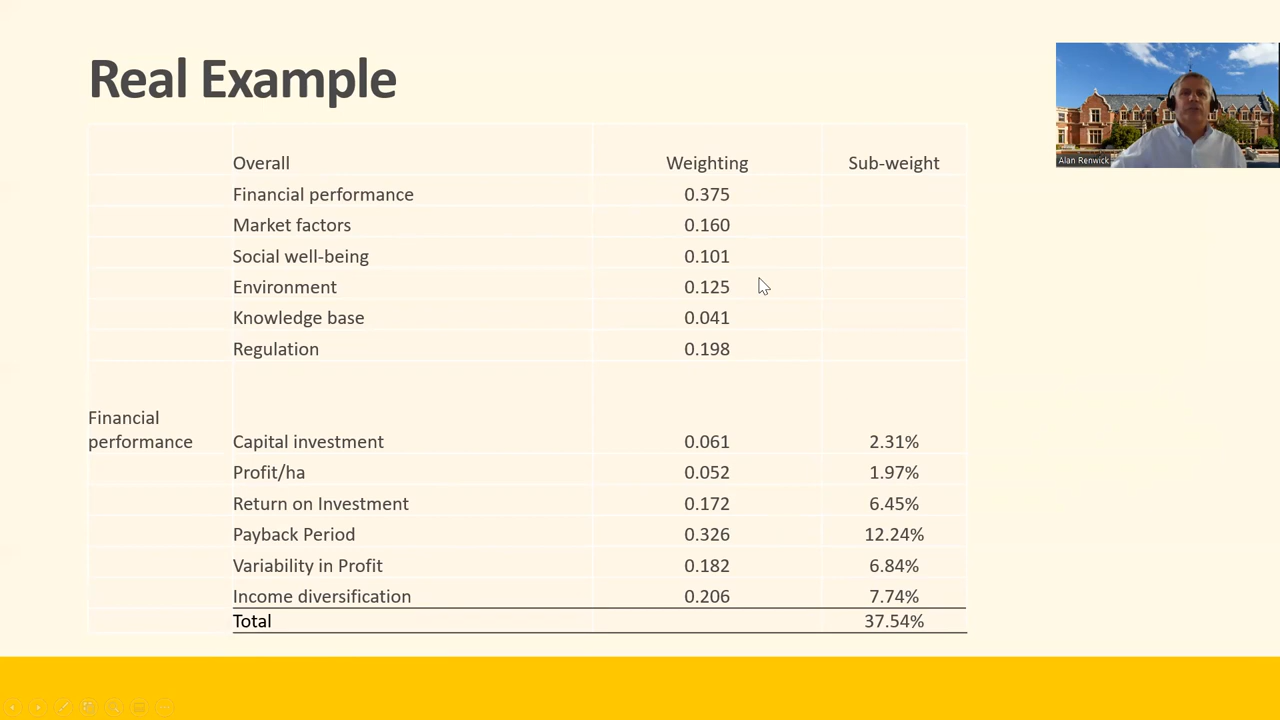 Real Example
Alan Renwick
Overall Weighting Sub-weight
Financial performance 0.375
Market factors 0.160
Social well-being 0.101
Environment 0.125
Knowledge base 0.041
Regulation 0.198
Financial
performance Capital investment 0.061 2.31%
Profit/ha 0.052 1.97%
Return on Investment 0.172 6.45%
Payback Period 0.326 12.24%
Variability in Profit 0.182 6.84%
Income diversification 0.206 7.74%
Total 37.54%